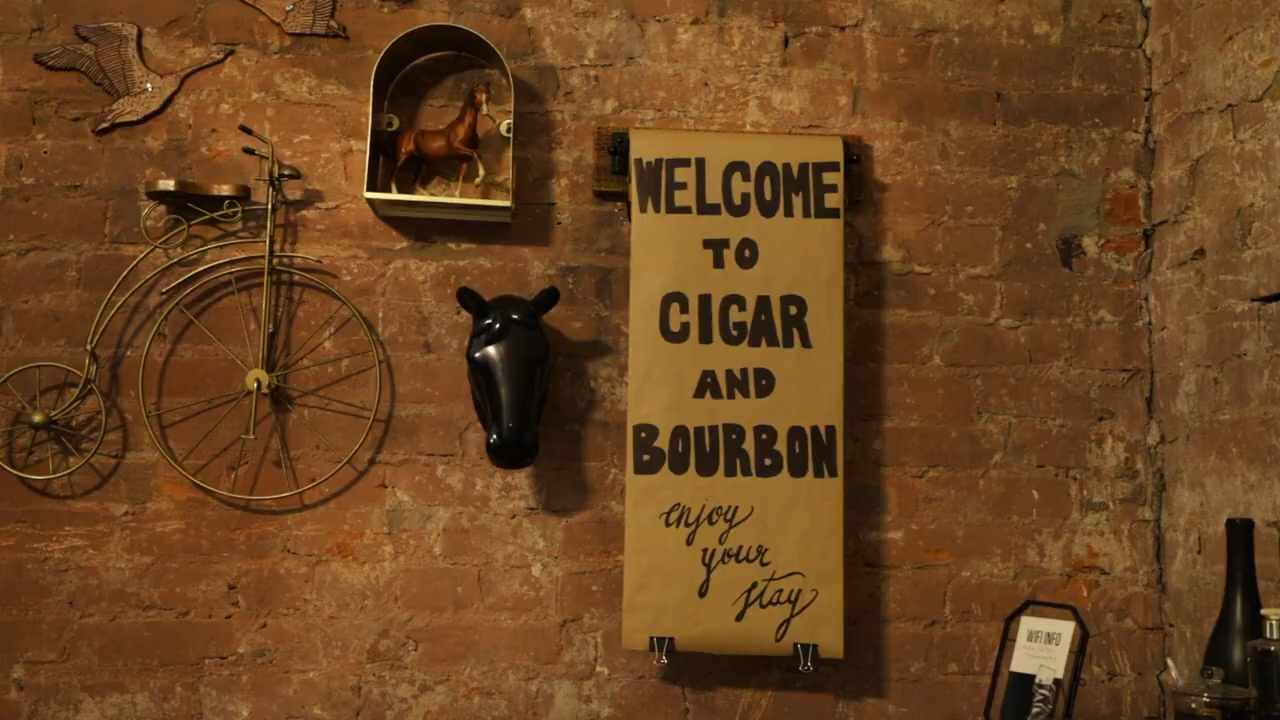 WELCOME
TO
CIGAR
AND
BOURBON
enjoy
your
stay
WIFI INFO